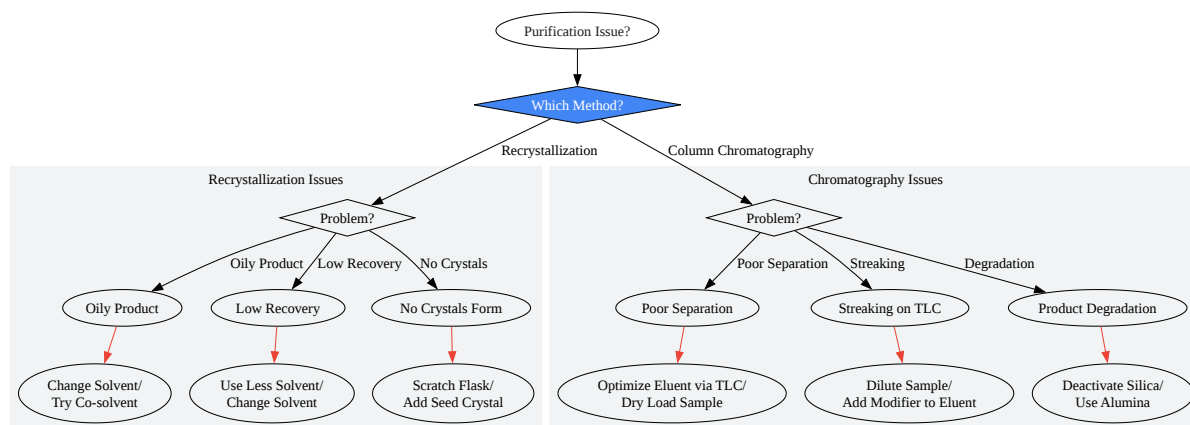 Purification Issue?
Which Method?
Recrystallization
Column Chromatography
Recrystallization Issues
Chromatography Issues
Problem?
Problem?
Oily Product
Low Recovery
No Crystals
Poor Separation
Streaking
Degradation
Oily Product
Low Recovery
No Crystals Form
Poor Separation
Streaking on TLC
Product Degradation
Change Solvent/
Try Co-solvent
Use Less Solvent/
Change Solvent
Scratch Flask/
Add Seed Crystal
Optimize Eluent via TLC/
Dry Load Sample
Dilute Sample/
Add Modifier to Eluent
Deactivate Silica/
Use Alumina